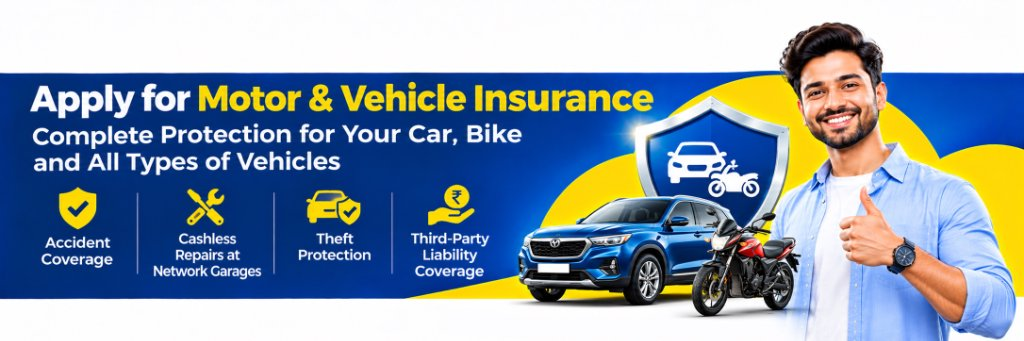 Apply for Motor & Vehicle Insurance
Complete Protection for Your Car, Bike
and All Types of Vehicles
Accident
Coverage
Cashless
Repairs at
Network Garages
Theft
Protection
₹
Third-Party
Liability
Coverage